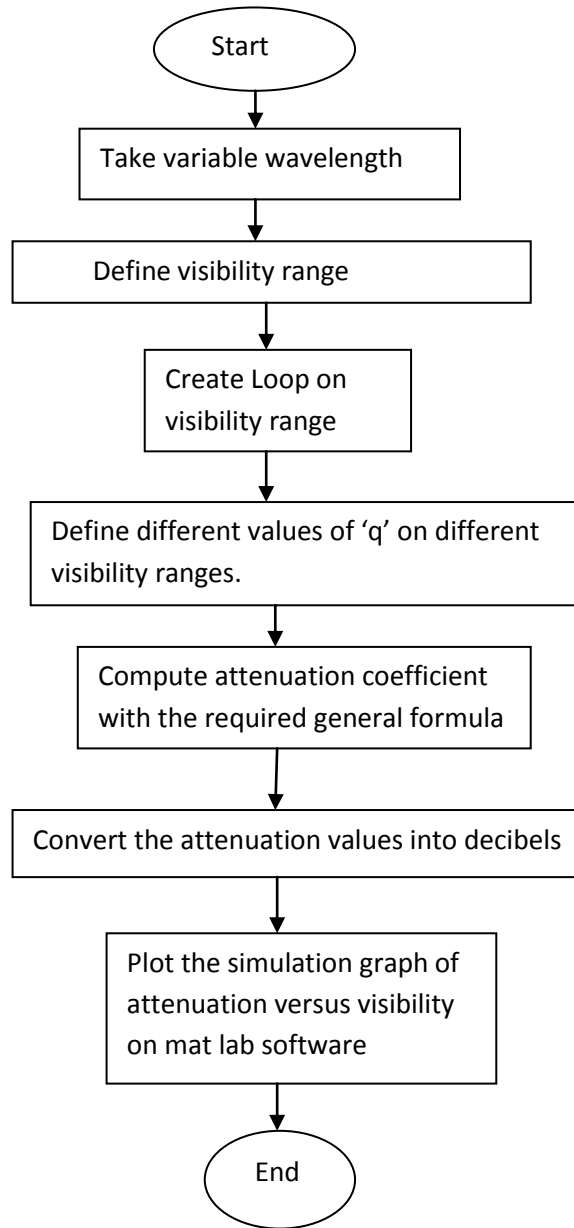 Start
Take variable wavelength
Define visibility range
Create Loop on
visibility range
Define different values of ‘q’ on different
visibility ranges.
Compute attenuation coefficient
with the required general formula
Convert the attenuation values into decibels
Plot the simulation graph of
attenuation versus visibility
on mat lab software
End